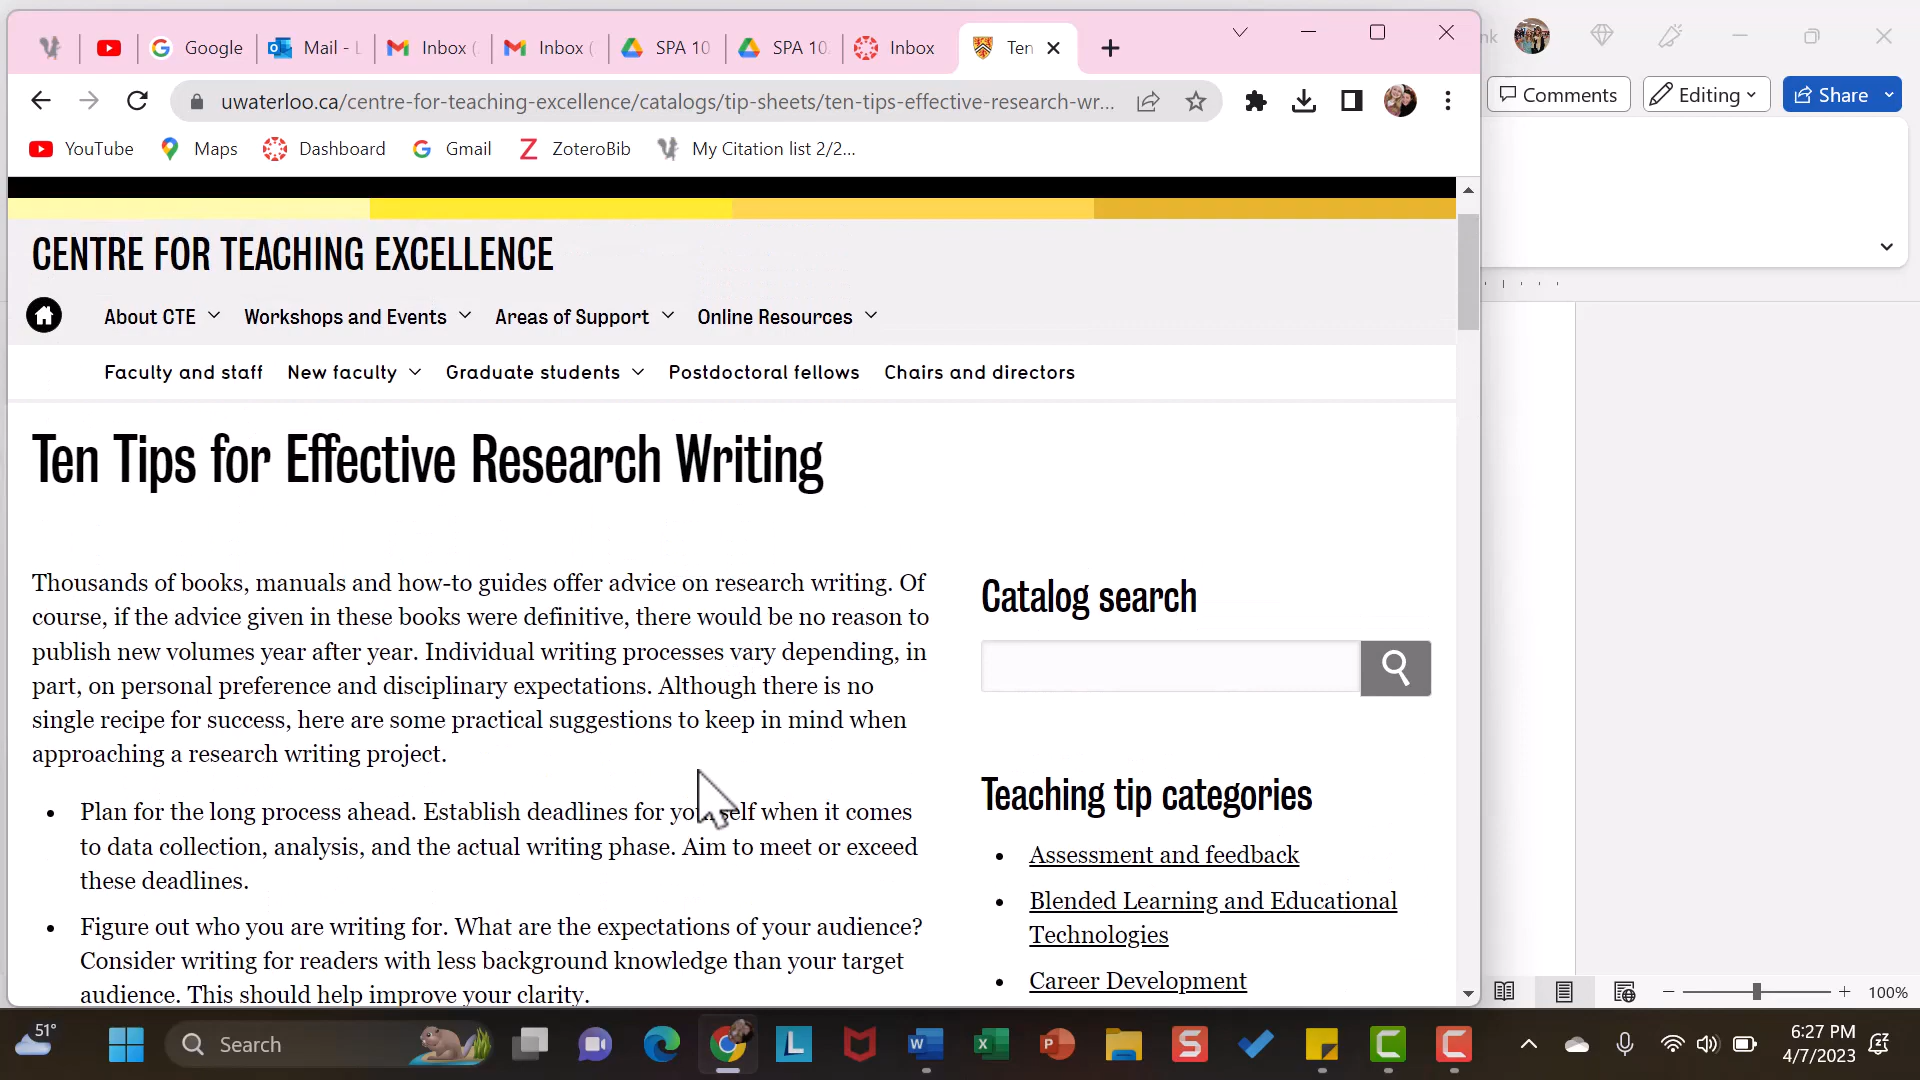 Google
Mail - L
Inbox (
Inbox (
SPA 10
SPA 10
Inbox
Ten
nk
uwaterloo.ca/centre-for-teaching-excellence/catalogs/tip-sheets/ten-tips-effective-research-wr...
Comments
Editing
Share
YouTube
Maps
Dashboard
Gmail
ZoteroBib
My Citation list 2/2...
CENTRE FOR TEACHING EXCELLENCE
About CTE
Workshops and Events
Areas of Support
Online Resources
Faculty and staff
New faculty
Graduate students
Postdoctoral fellows
Chairs and directors
Ten Tips for Effective Research Writing
Thousands of books, manuals and how-to guides offer advice on research writing. Of
course, if the advice given in these books were definitive, there would be no reason to
publish new volumes year after year. Individual writing processes vary depending, in
part, on personal preference and disciplinary expectations. Although there is no
single recipe for success, here are some practical suggestions to keep in mind when
approaching a research writing project.
• Plan for the long process ahead. Establish deadlines for yourself when it comes
to data collection, analysis, and the actual writing phase. Aim to meet or exceed
these deadlines.
• Figure out who you are writing for. What are the expectations of your audience?
Consider writing for readers with less background knowledge than your target
audience. This should help improve your clarity.
Catalog search
Teaching tip categories
• Assessment and feedback
• Blended Learning and Educational
Technologies
• Career Development
100%
51°
Search
6:27 PM
4/7/2023